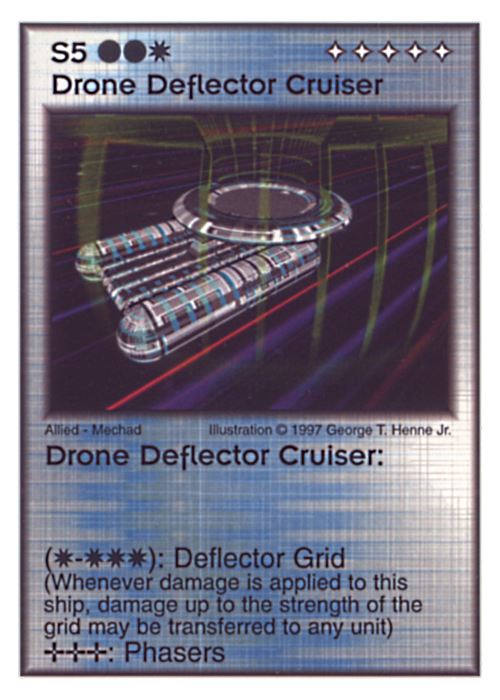 S5 ●●✷ ✧✧✧✧✧
Drone Deflector Cruiser
Allied - Mechad Illustration © 1997 George T. Henne Jr.
Drone Deflector Cruiser:
(✷-✷✷✷): Deflector Grid
(Whenever damage is applied to this
ship, damage up to the strength of the
grid may be transferred to any unit)
✛✛✛: Phasers